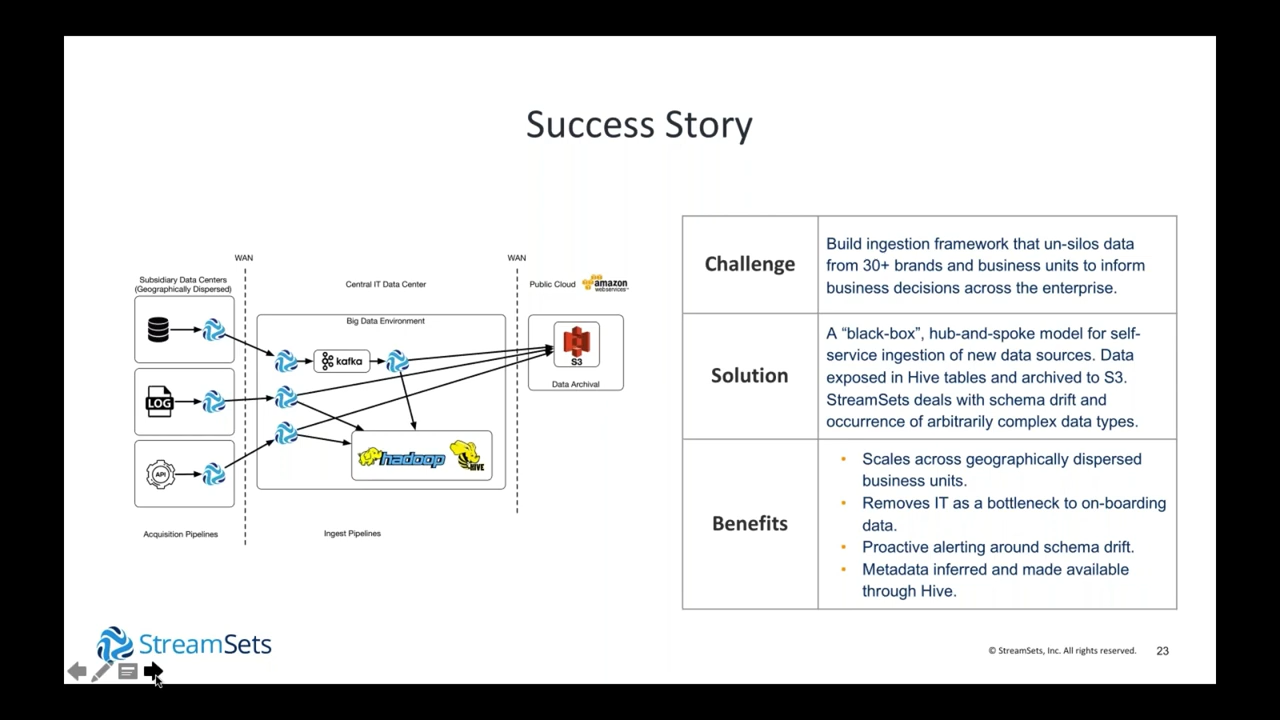 Success Story
WAN
WAN
Subsidiary Data Centers
(Geographically Dispersed)
Central IT Data Center
Public Cloud
amazon
webservices™
Big Data Environment
kafka
S3
Data Archival
LOG
API
hadoop
HIVE
Acquisition Pipelines
Ingest Pipelines
Challenge
Build ingestion framework that un-silos data
from 30+ brands and business units to inform
business decisions across the enterprise.
Solution
A “black-box”, hub-and-spoke model for self-
service ingestion of new data sources. Data
exposed in Hive tables and archived to S3.
StreamSets deals with schema drift and
occurrence of arbitrarily complex data types.
Benefits
• Scales across geographically dispersed
business units.
• Removes IT as a bottleneck to on-boarding
data.
• Proactive alerting around schema drift.
• Metadata inferred and made available
through Hive.
StreamSets
© StreamSets, Inc. All rights reserved.
23